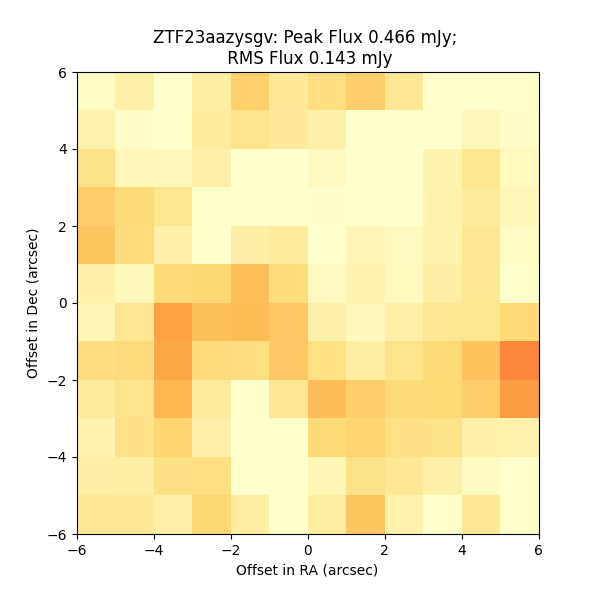 ZTF23aazysgv: Peak Flux 0.466 mJy;
RMS Flux 0.143 mJy
6
4
2
0
−2
−4
−6
Offset in Dec (arcsec)
−6 −4 −2 0 2 4 6
Offset in RA (arcsec)